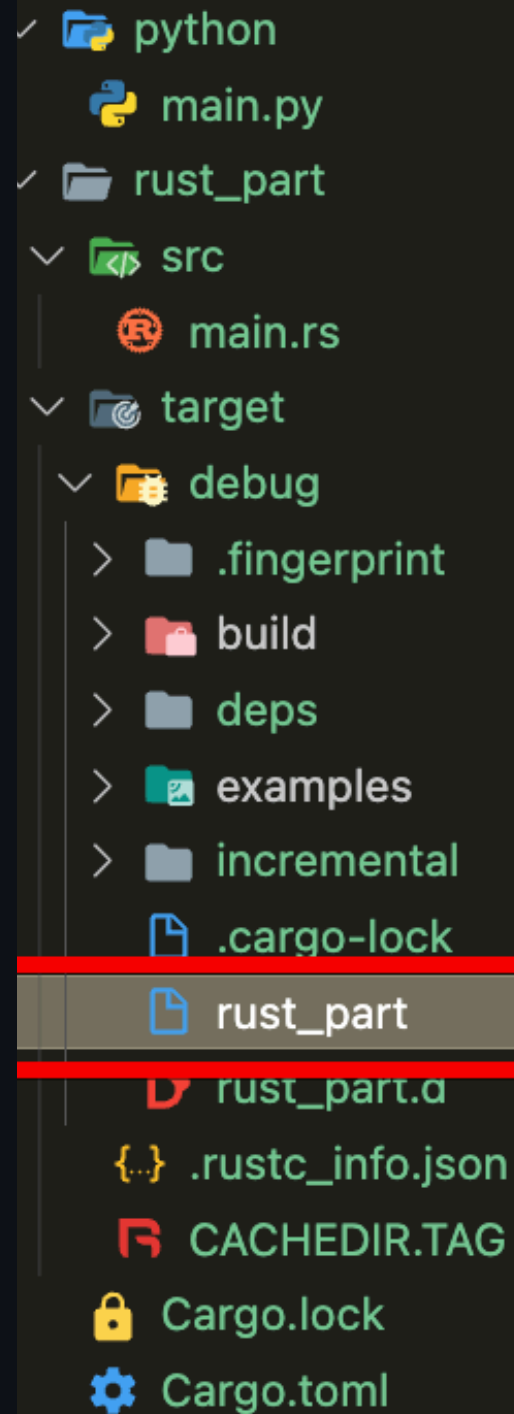 python
main.py
rust_part
src
main.rs
target
debug
.fingerprint
build
deps
examples
incremental
.cargo-lock
rust_part
rust_part.d
{...} .rustc_info.json
CACHEDIR.TAG
Cargo.lock
Cargo.toml